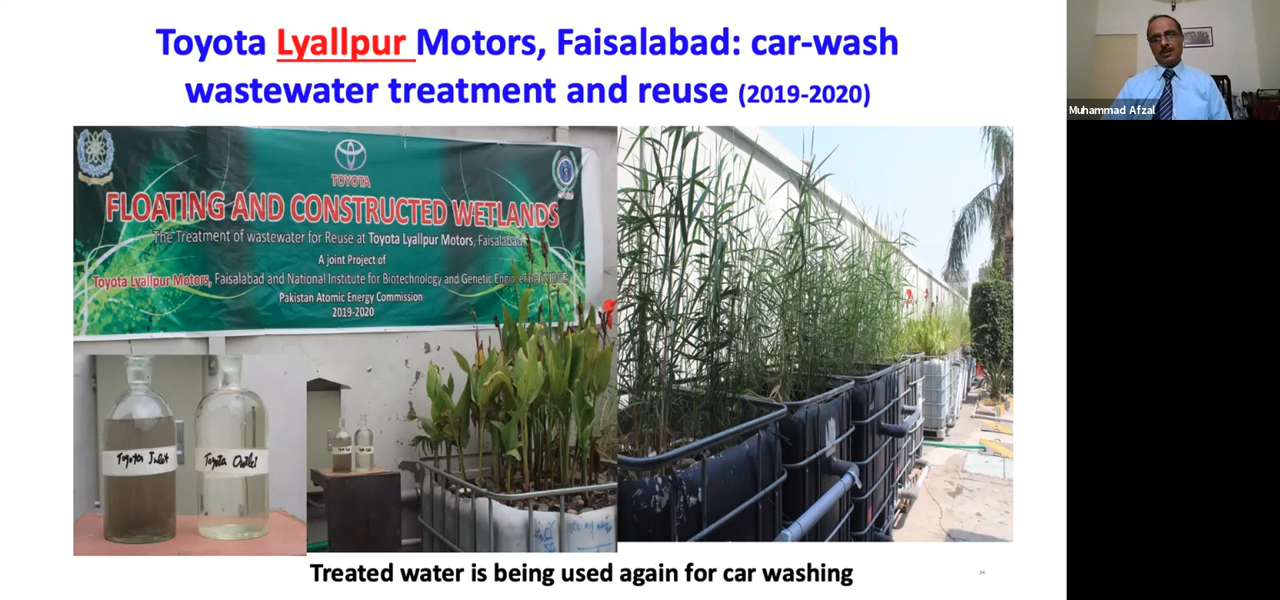 Toyota Lyallpur Motors, Faisalabad: car-wash
wastewater treatment and reuse (2019-2020)
Muhammad Afzal
TOYOTA
FLOATING AND CONSTRUCTED WETLANDS
The Treatment of wastewater for Reuse at Toyota Lyallpur Motors, Faisalabad
A joint Project of
Toyota Lyallpur Motors, Faisalabad and National Institute for Biotechnology and Genetic
Pakistan Atomic Energy Commission
2019-2020
Toyota Inlet
Toyota Outlet
Treated water is being used again for car washing